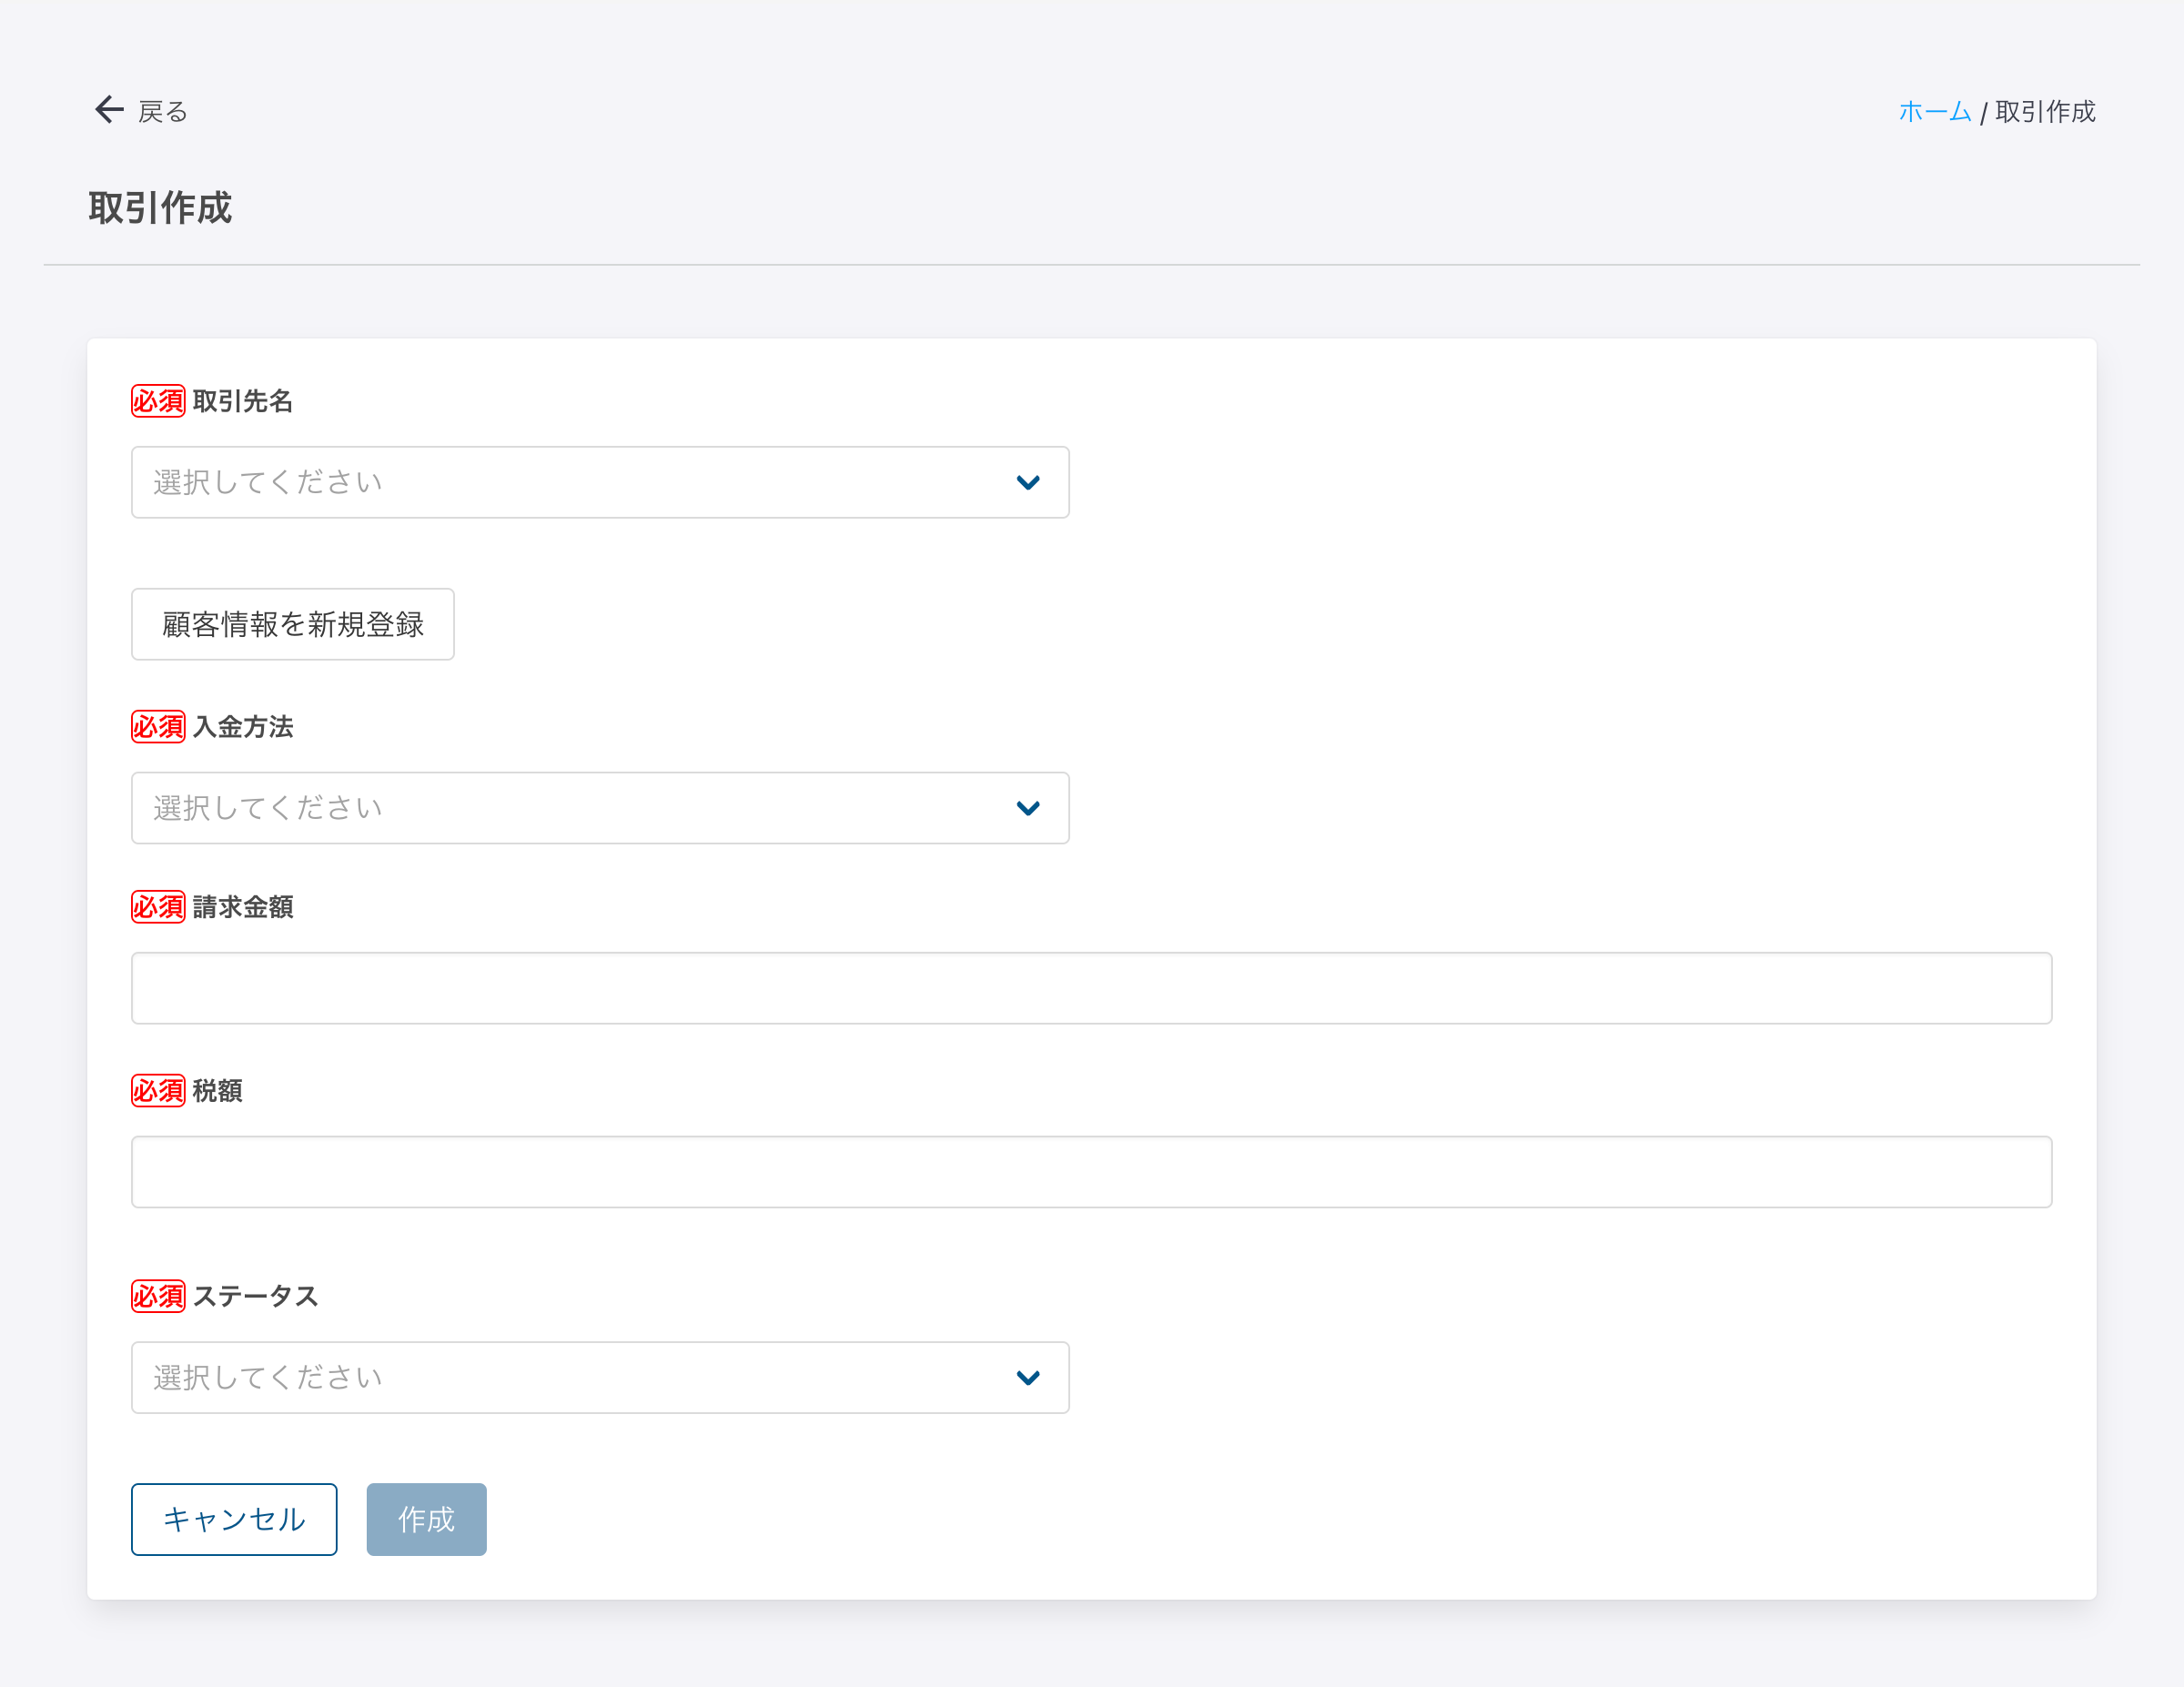 戻る
ホーム / 取引作成
取引作成
必須 取引先名
選択してください
顧客情報を新規登録
必須 入金方法
選択してください
必須 請求金額
必須 税額
必須 ステータス
選択してください
キャンセル
作成